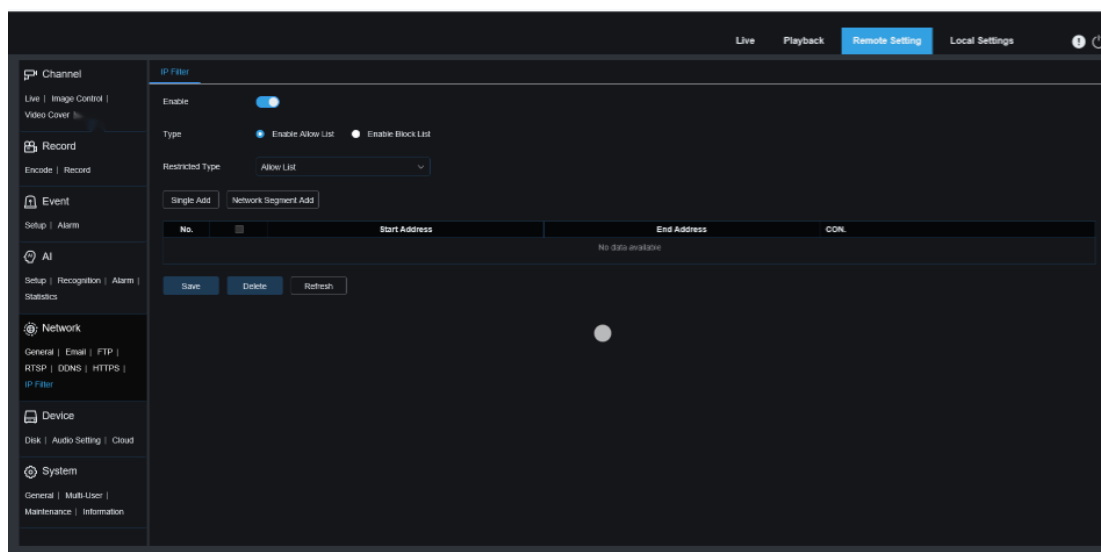 Live Playback Remote Setting Local Settings
Channel
Live | Image Control |
Video Cover |
Record
Encode | Record
Event
Setup | Alarm
AI
Setup | Recognition | Alarm |
Statistics
Network
General | Email | FTP |
RTSP | DDNS | HTTPS |
IP Filter
Device
Disk | Audio Setting | Cloud
System
General | Multi-User |
Maintenance | Information
IP Filter
Enable
Type Enable Allow List Enable Block List
Restricted Type Allow List
Single Add Network Segment Add
No. Start Address End Address CON.
No data available
Save Delete Refresh